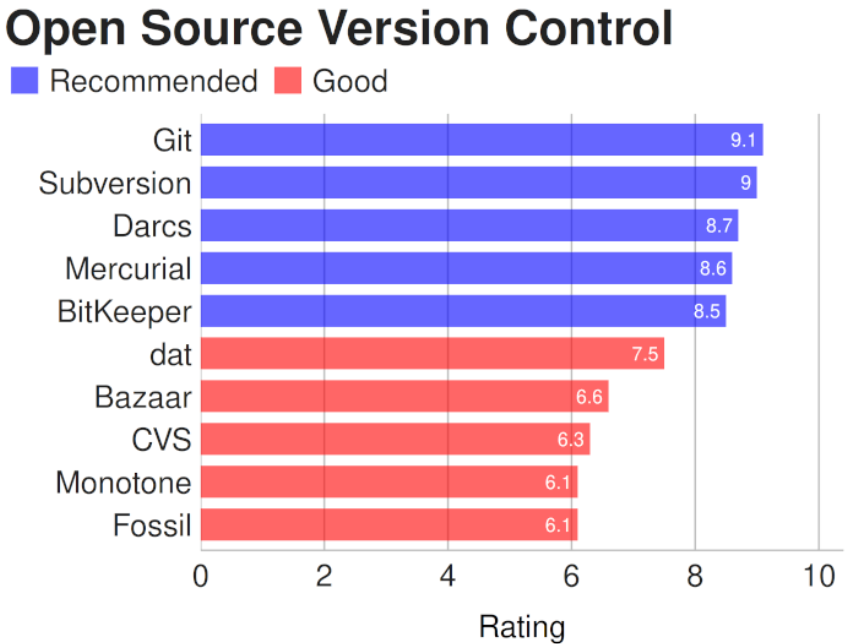 Open Source Version Control
Recommended Good
Git 9.1
Subversion 9
Darcs 8.7
Mercurial 8.6
BitKeeper 8.5
dat 7.5
Bazaar 6.6
CVS 6.3
Monotone 6.1
Fossil 6.1
0 2 4 6 8 10
Rating